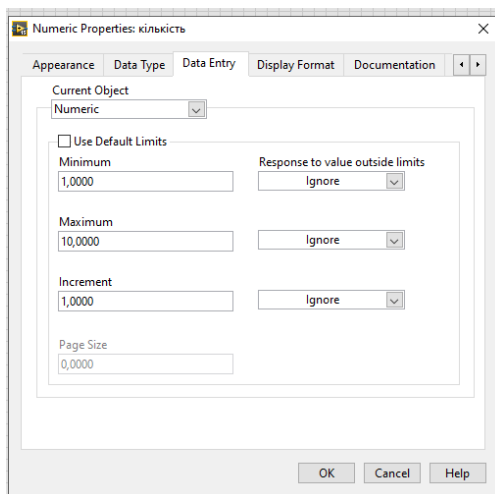 Numeric Properties: кількість
Appearance Data Type Data Entry Display Format Documentation
Current Object
Numeric
Use Default Limits
Minimum Response to value outside limits
1,0000 Ignore
Maximum
10,0000 Ignore
Increment
1,0000 Ignore
Page Size
0,0000
OK Cancel Help